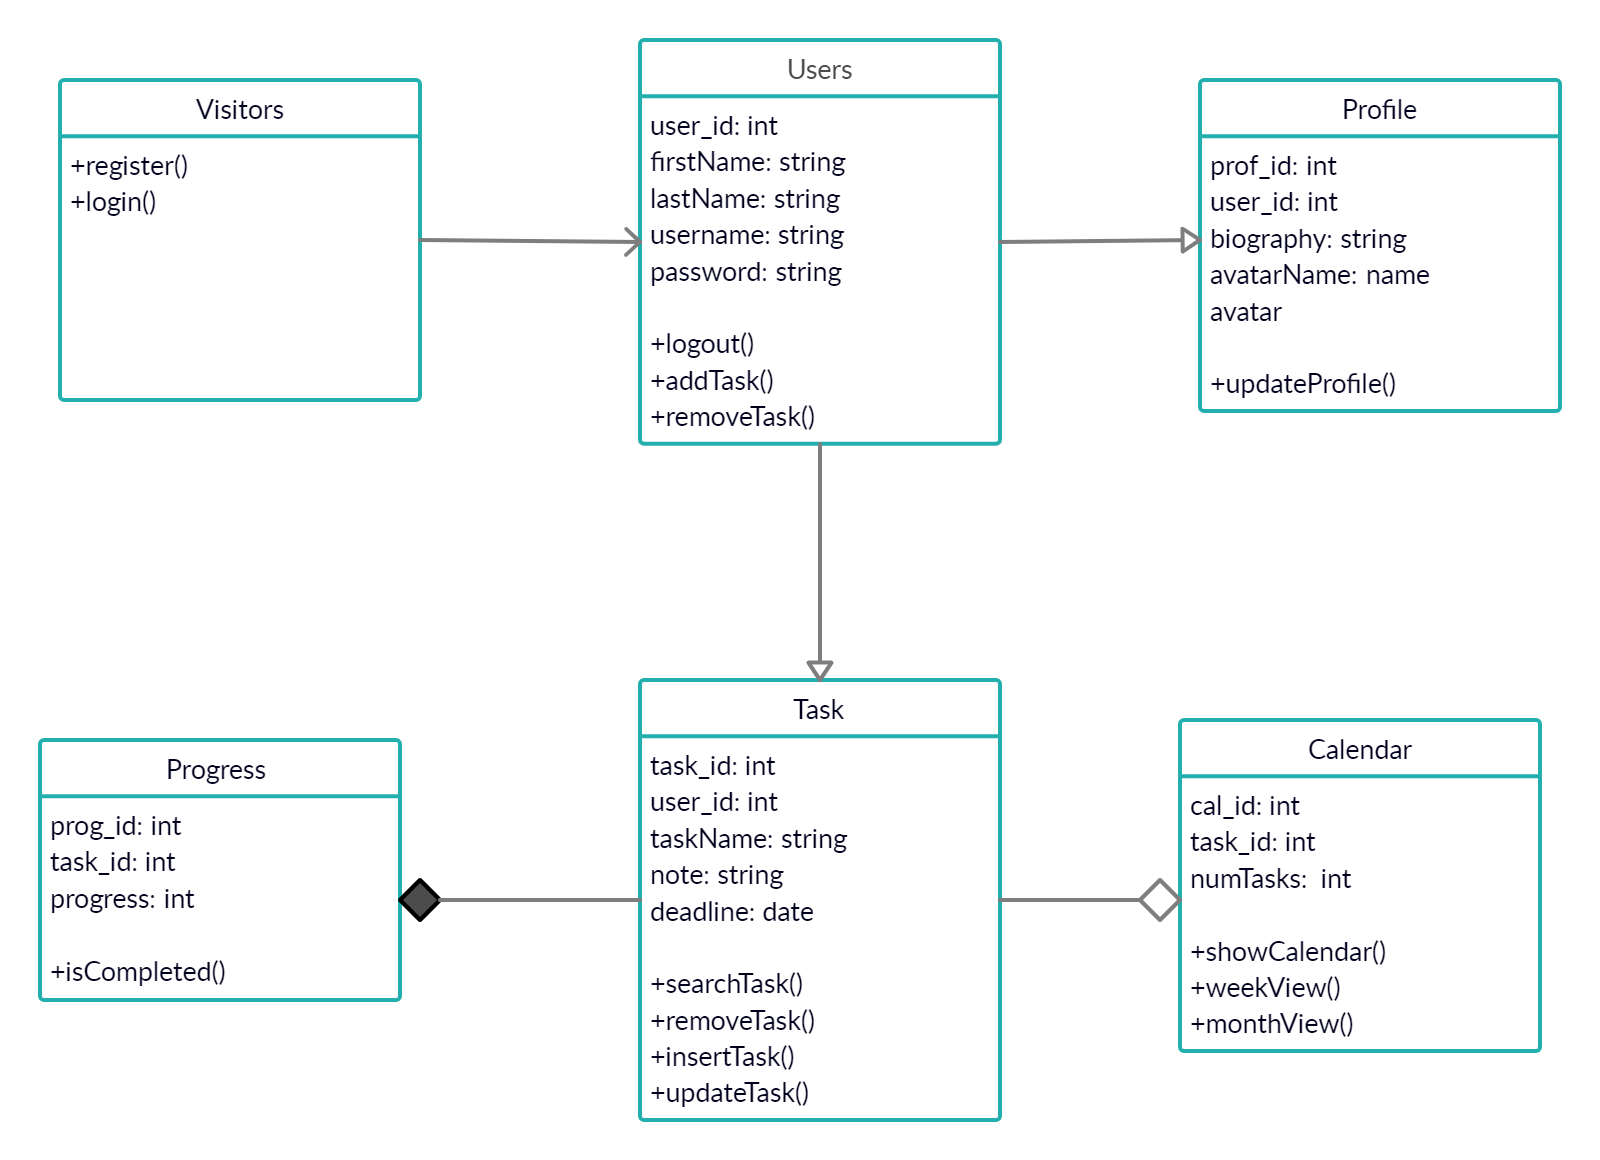 Visitors
+register()
+login()
Users
user_id: int
firstName: string
lastName: string
username: string
password: string
+logout()
+addTask()
+removeTask()
Profile
prof_id: int
user_id: int
biography: string
avatarName: name
avatar
+updateProfile()
Progress
prog_id: int
task_id: int
progress: int
+isCompleted()
Task
task_id: int
user_id: int
taskName: string
note: string
deadline: date
+searchTask()
+removeTask()
+insertTask()
+updateTask()
Calendar
cal_id: int
task_id: int
numTasks:  int
+showCalendar()
+weekView()
+monthView()